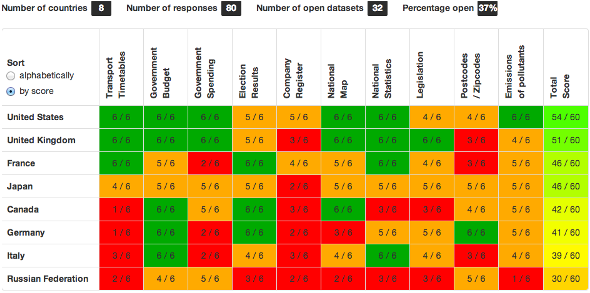 Number of countries 8 Number of responses 80 Number of open datasets 32 Percentage open 37%
Sort
alphabetically
by score
Transport Timetables
Government Budget
Government Spending
Election Results
Company Register
National Map
National Statistics
Legislation
Postcodes / Zipcodes
Emissions of pollutants
Total Score
United States 6 / 6 6 / 6 6 / 6 5 / 6 5 / 6 6 / 6 6 / 6 4 / 6 4 / 6 6 / 6 54 / 60
United Kingdom 6 / 6 6 / 6 6 / 6 5 / 6 3 / 6 6 / 6 6 / 6 6 / 6 3 / 6 4 / 6 51 / 60
France 6 / 6 5 / 6 2 / 6 6 / 6 4 / 6 5 / 6 6 / 6 4 / 6 3 / 6 5 / 6 46 / 60
Japan 4 / 6 5 / 6 5 / 6 5 / 6 2 / 6 5 / 6 5 / 6 5 / 6 5 / 6 5 / 6 46 / 60
Canada 1 / 6 6 / 6 5 / 6 6 / 6 3 / 6 6 / 6 3 / 6 3 / 6 4 / 6 5 / 6 42 / 60
Germany 1 / 6 6 / 6 2 / 6 6 / 6 2 / 6 3 / 6 5 / 6 5 / 6 6 / 6 5 / 6 41 / 60
Italy 3 / 6 6 / 6 2 / 6 4 / 6 3 / 6 4 / 6 6 / 6 4 / 6 3 / 6 4 / 6 39 / 60
Russian Federation 2 / 6 4 / 6 5 / 6 3 / 6 2 / 6 2 / 6 3 / 6 3 / 6 5 / 6 1 / 6 30 / 60